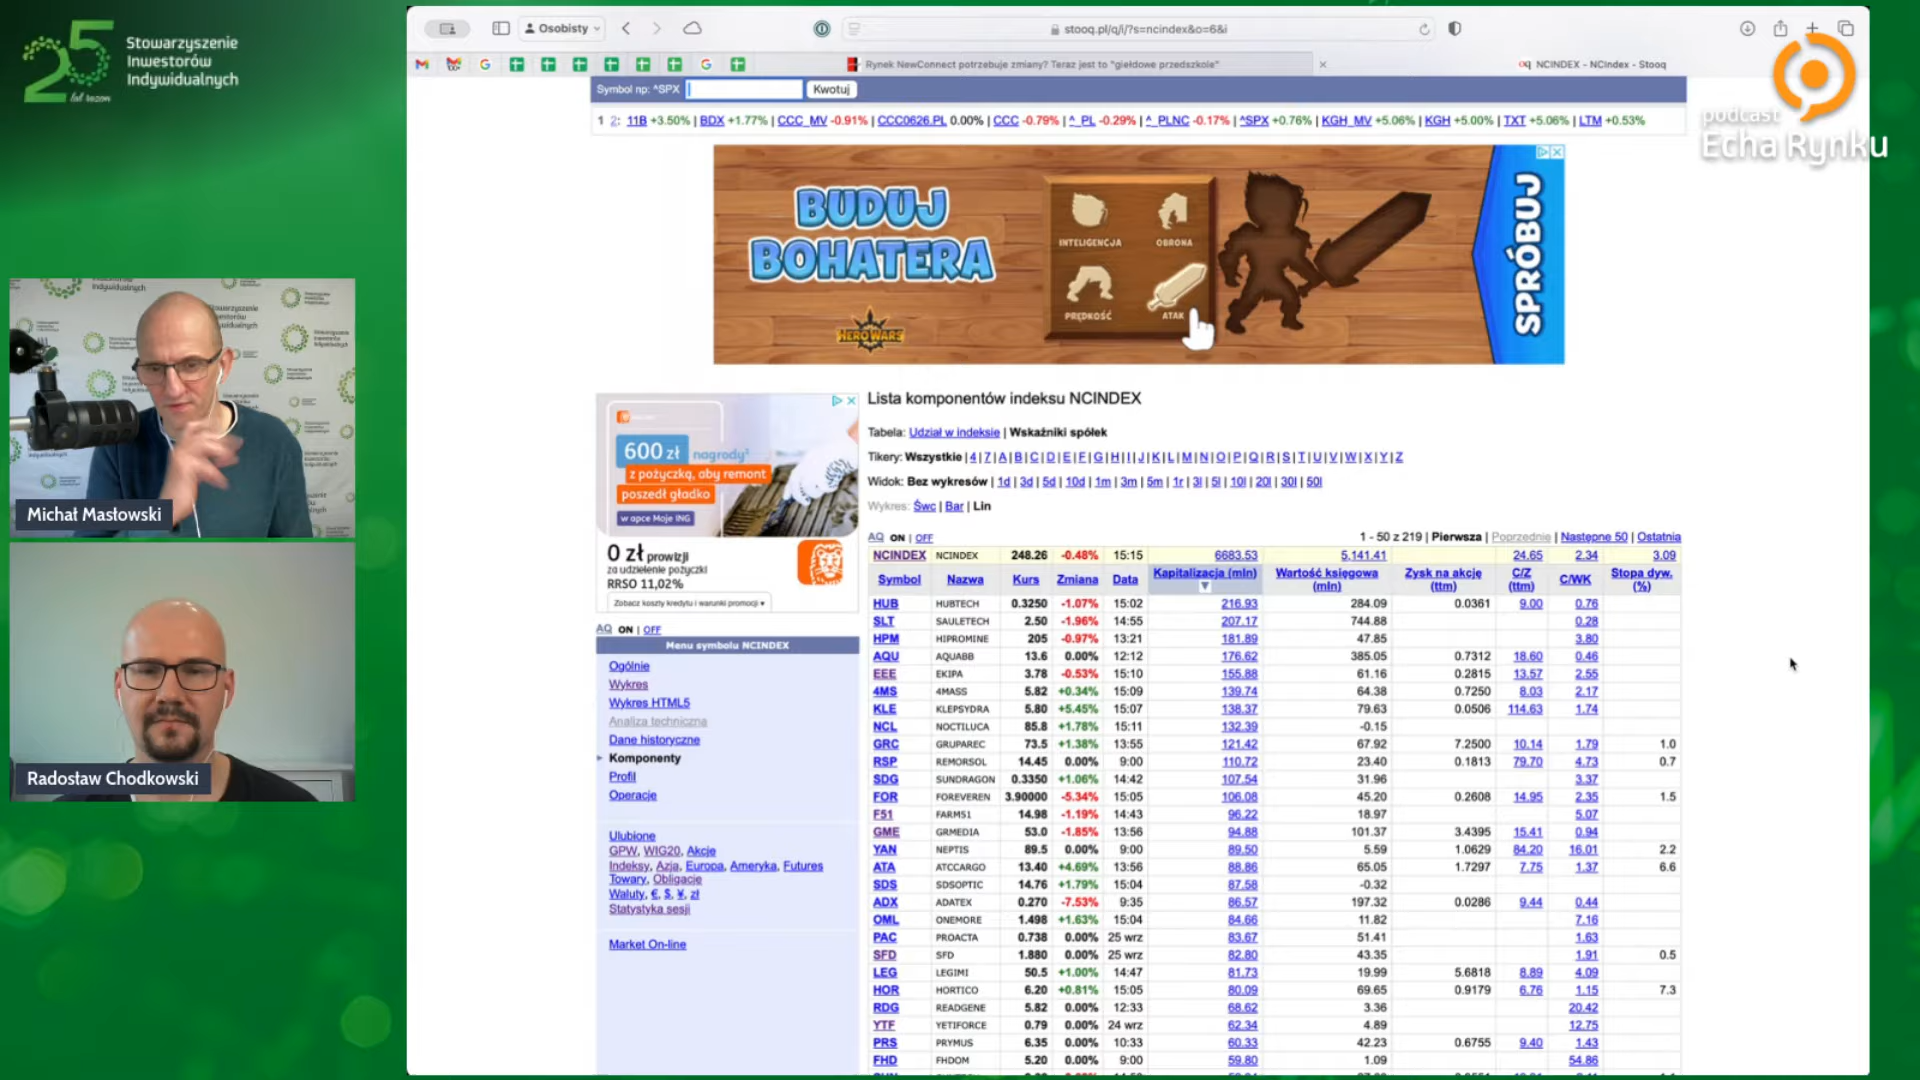 25
lat razem
Stowarzyszenie
Inwestorów
Indywidualnych
podcast
Echa Rynku
Michał Masłowski
Radosław Chodkowski
Osobisty
stooq.pl/q/i/?s=ncindex&o=6&i
Rynek NewConnect potrzebuje zmiany? Teraz jest to "giełdowe przedszkole"
NCINDEX - NCIndex - Stooq
Symbol np: ^SPX
Kwotuj
1 2: 11B +3.50% | BDX +1.77% | CCC_MV -0.91% | CCC0626.PL 0.00% | CCC -0.79% | ^_PL -0.29% | ^_PLNC -0.17% | ^SPX +0.76% | KGH_MV +5.06% | KGH +5.00% | TXT +5.06% | LTM +0.53%
BUDUJ
BOHATERA
HERO WARS
INTELIGENCJA OBRONA
PRĘDKOŚĆ ATAK
SPRÓBUJ
600 zł nagrody¹
z pożyczką, aby remont
poszedł gładko
w apce Moje ING
0 zł prowizji
za udzielenie pożyczki
RRSO 11,02%
Zobacz koszty kredytu i warunki promocji
AQ ON | OFF
Menu symbolu NCINDEX
Ogólnie
Wykres
Wykres HTML5
Analiza techniczna
Dane historyczne
Komponenty
Profil
Operacje
Ulubione
GPW, WIG20, Akcje
Indeksy, Azja, Europa, Ameryka, Futures
Towary, Obligacje
Waluty, €, $, ¥, zł
Statystyka sesji
Market On-line
Lista komponentów indeksu NCINDEX
Tabela: Udział w indeksie | Wskaźniki spółek
Tikery: Wszystkie | 4 | 7 | A | B | C | D | E | F | G | H | I | J | K | L | M | N | O | P | Q | R | S | T | U | V | W | X | Y | Z
Widok: Bez wykresów | 1d | 3d | 5d | 10d | 1m | 3m | 5m | 1r | 3l | 5l | 10l | 20l | 30l | 50l
Wykres: Świc | Bar | Lin
AQ ON | OFF
1 - 50 z 219 | Pierwsza | Poprzednie | Następne 50 | Ostatnia
NCINDEX NCINDEX 248.26 -0.48% 15:15 6683.53 5,141.41 24.65 2.34 3.09
Symbol Nazwa Kurs Zmiana Data Kapitalizacja (mln) Wartość księgowa (mln) Zysk na akcję (ttm) C/Z (ttm) C/WK Stopa dyw. (%)
HUB HUBTECH 0.3250 -1.07% 15:02 216.93 284.09 0.0361 9.00 0.76
SLT SAULETECH 2.50 -1.96% 14:55 207.17 744.88 0.28
HPM HIPROMINE 205 -0.97% 13:21 181.89 47.85 3.80
AQU AQUABB 13.6 0.00% 12:12 176.62 385.05 0.7312 18.60 0.46
EEE EKIPA 3.78 -0.53% 15:10 155.88 61.16 0.2815 13.57 2.55
4MS 4MASS 5.82 +0.34% 15:09 139.74 64.38 0.7250 8.03 2.17
KLE KLEPSYDRA 5.80 +5.45% 15:07 138.37 79.63 0.0506 114.63 1.74
NCL NOCTILUCA 85.8 +1.78% 15:11 132.39 -0.15
GRC GRUPAREC 73.5 +1.38% 13:55 121.42 67.92 7.2500 10.14 1.79 1.0
RSP REMORSOL 14.45 0.00% 9:00 110.72 23.40 0.1813 79.70 4.73 0.7
SDG SUNDRAGON 0.3350 +1.06% 14:42 107.54 31.96 3.37
FOR FOREVEREN 3.90000 -5.34% 15:05 106.08 45.20 0.2608 14.95 2.35 1.5
F51 FARM51 14.98 -1.19% 14:43 96.22 18.97 5.07
GME GRMEDIA 53.0 -1.85% 13:56 94.88 101.37 3.4395 15.41 0.94
YAN NEPTIS 89.5 0.00% 9:00 89.50 5.59 1.0629 84.20 16.01 2.2
ATA ATCCARGO 13.40 +4.69% 13:56 88.86 65.05 1.7297 7.75 1.37 6.6
SDS SDSOPTIC 14.76 +1.79% 15:04 87.58 -0.32
ADX ADATEX 0.270 -7.53% 9:35 86.57 197.32 0.0286 9.44 0.44
OML ONEMORE 1.498 +1.63% 15:04 84.66 11.82 7.16
PAC PROACTA 0.738 0.00% 25 wrz 83.67 51.41 1.63
SFD SFD 1.880 0.00% 25 wrz 82.80 43.35 1.91 0.5
LEG LEGIMI 50.5 +1.00% 14:47 81.73 19.99 5.6818 8.89 4.09
HOR HORTICO 6.20 +0.81% 15:05 80.09 69.65 0.9179 6.76 1.15 7.3
RDG READGENE 5.82 0.00% 12:33 68.62 3.36 20.42
YTF YETIFORCE 0.79 0.00% 24 wrz 62.34 4.89 12.75
PRS PRYMUS 6.35 0.00% 10:33 60.33 42.23 0.6755 9.40 1.43
FHD FHDOM 5.20 0.00% 9:00 59.80 1.09 54.86